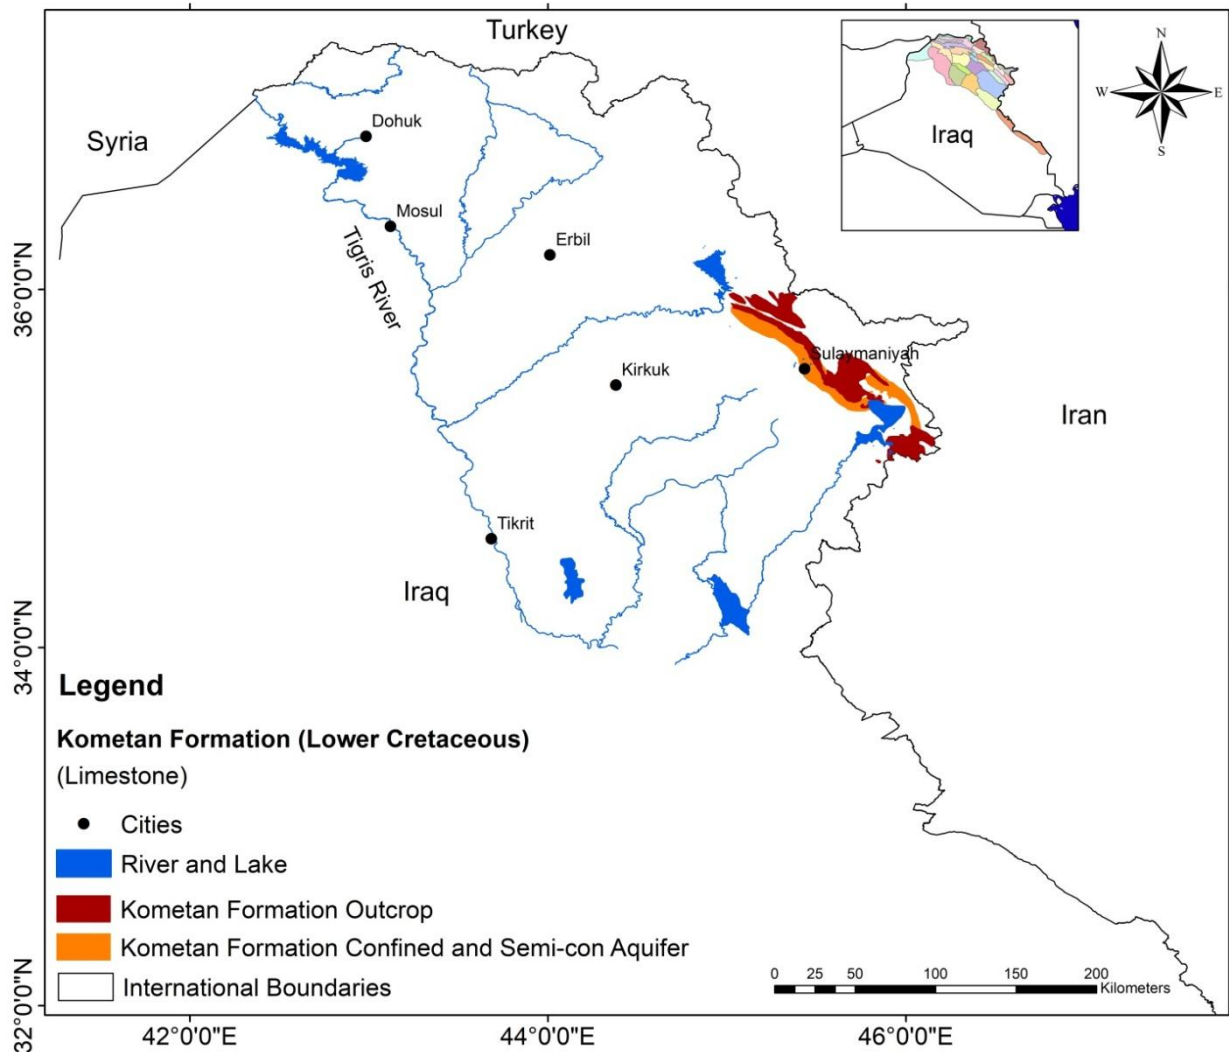 Turkey
N
W
E
S
Iraq
Syria
Dohuk
Mosul
Tigris River
Erbil
36°0'0"N
Sulaymaniyah
Kirkuk
Iran
Tikrit
Iraq
34°0'0"N
Legend
Kometan Formation (Lower Cretaceous)
(Limestone)
Cities
River and Lake
Kometan Formation Outcrop
Kometan Formation Confined and Semi-con Aquifer
International Boundaries
0 25 50 100 150 200
Kilometers
32°0'0"N
42°0'0"E 44°0'0"E 46°0'0"E